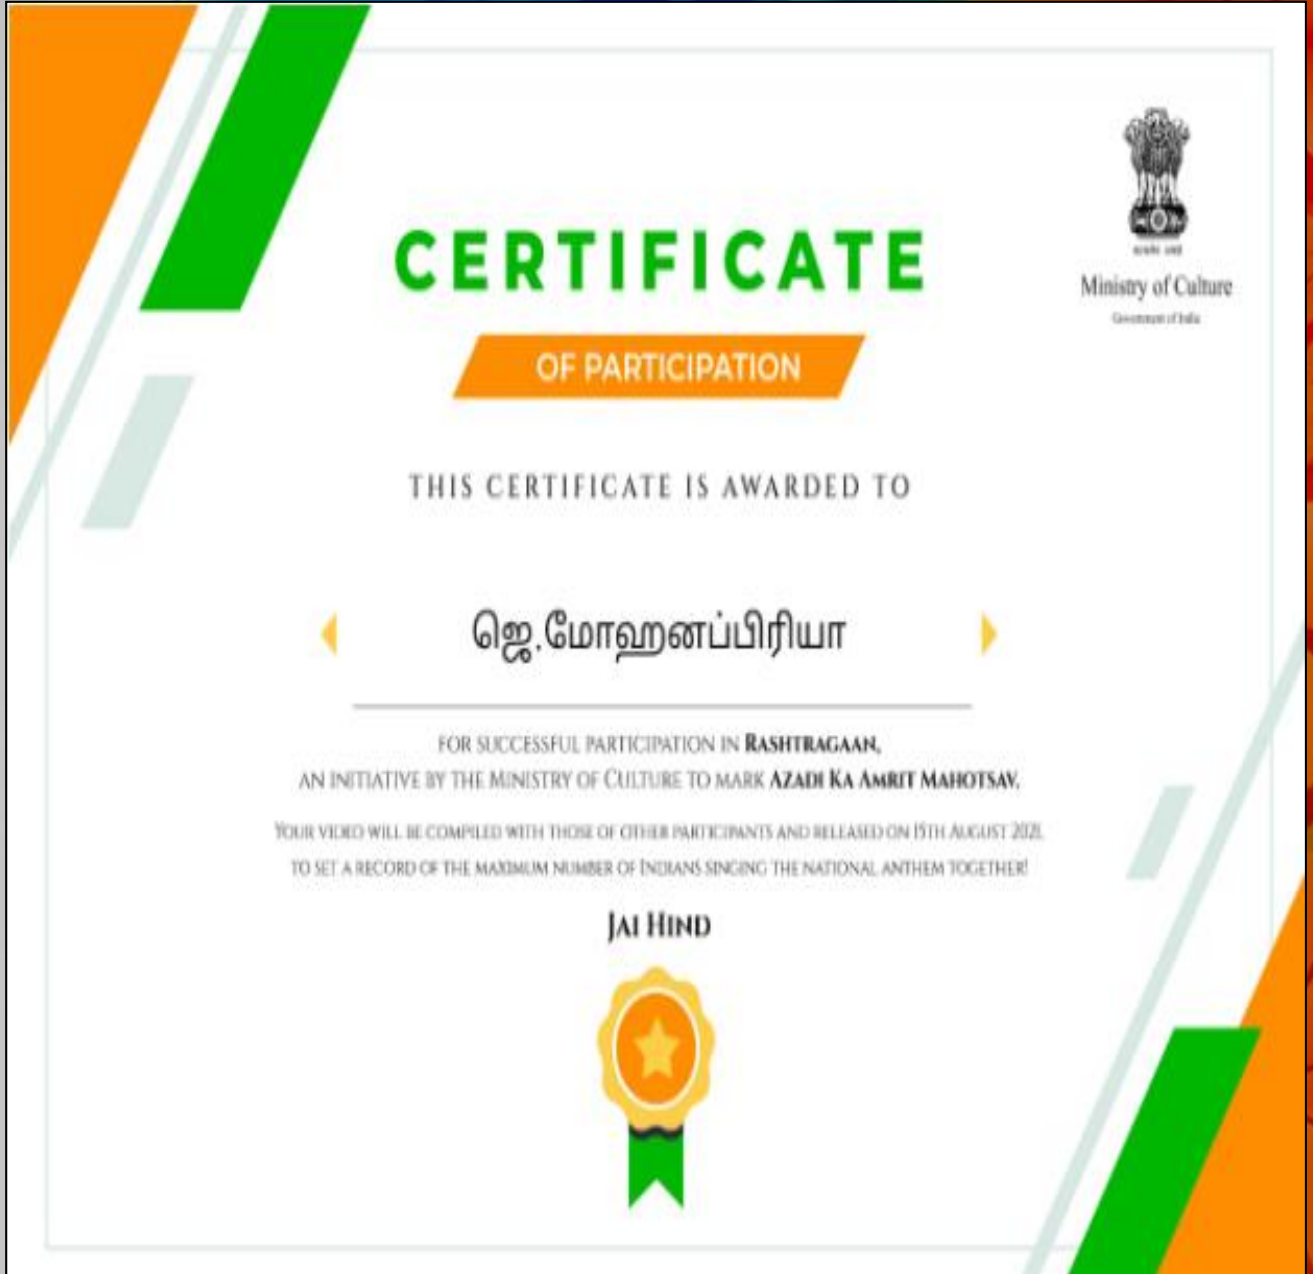 CERTIFICATE
OF PARTICIPATION
Ministry of Culture
Government of India
THIS CERTIFICATE IS AWARDED TO
ஜெ.மோஹனப்பிரியா
FOR SUCCESSFUL PARTICIPATION IN RASHTRAGAAN,
AN INITIATIVE BY THE MINISTRY OF CULTURE TO MARK AZADI KA AMRIT MAHOTSAV.
YOUR VIDEO WILL BE COMPILED WITH THOSE OF OTHER PARTICIPANTS AND RELEASED ON 15TH AUGUST 2021,
TO SET A RECORD OF THE MAXIMUM NUMBER OF INDIANS SINGING THE NATIONAL ANTHEM TOGETHER!
JAI HIND